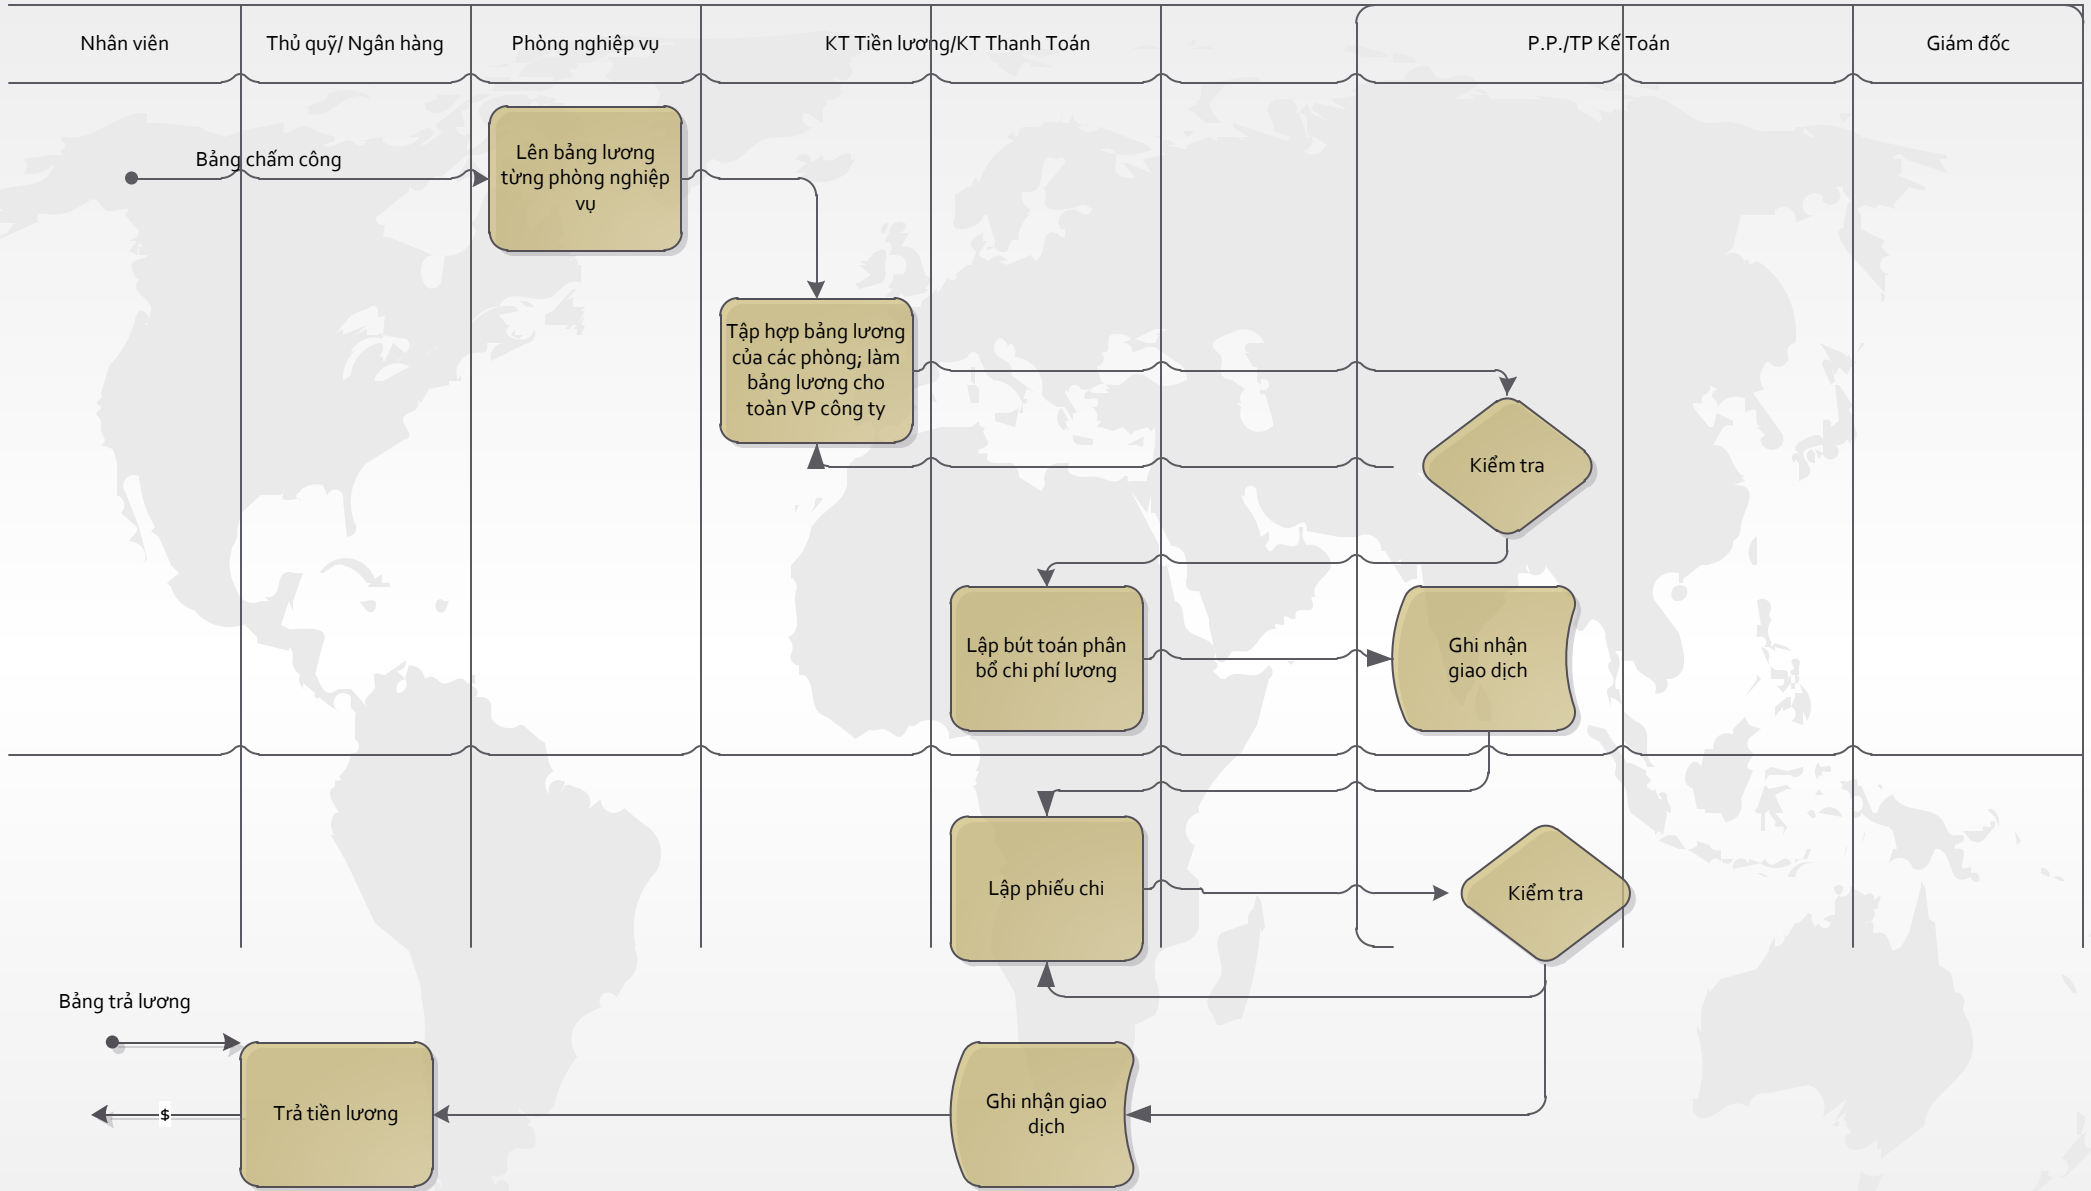 Nhân viên
Thủ quỹ/ Ngân hàng
Phòng nghiệp vụ
KT Tiền lương/KT Thanh Toán
P.P./TP Kế Toán
Giám đốc
Bảng chấm công
Lên bảng lương
từng phòng nghiệp
vụ
Tập hợp bảng lương
của các phòng; làm
bảng lương cho
toàn VP công ty
Kiểm tra
Lập bút toán phân
bổ chi phí lương
Ghi nhận
giao dịch
Lập phiếu chi
Kiểm tra
Bảng trả lương
Trả tiền lương
$
Ghi nhận giao
dịch